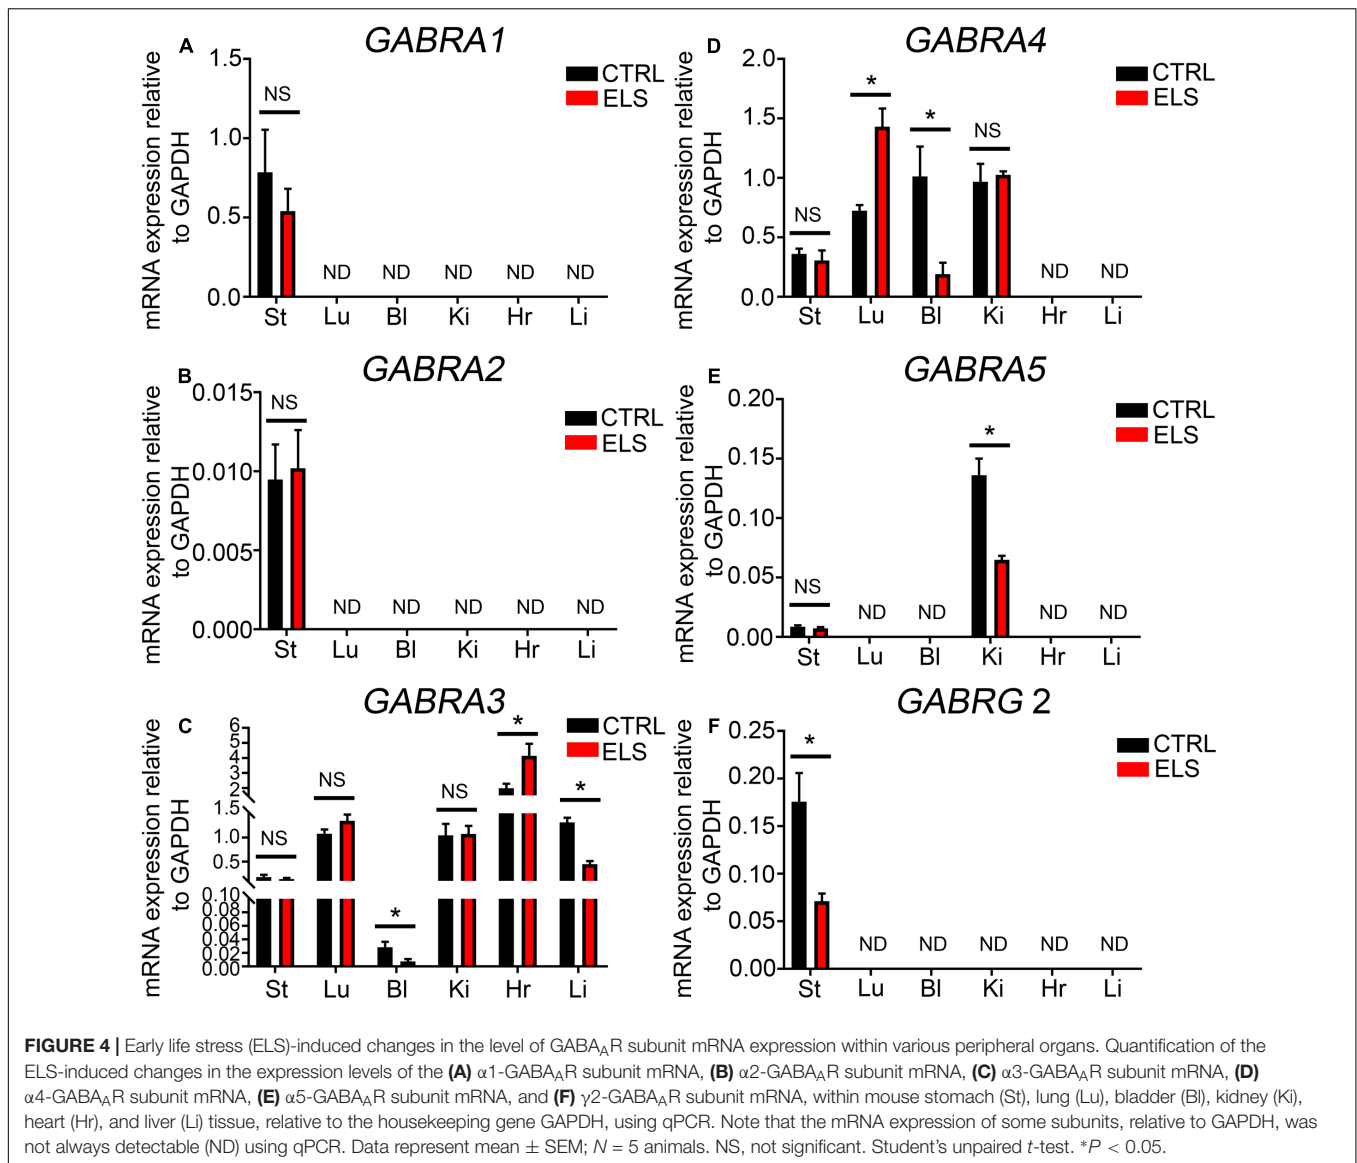 A
GABRA1
mRNA expression relative
to GAPDH
1.5
1.0
0.5
0.0
NS
ND ND ND ND ND
St Lu Bl Ki Hr Li
CTRL
ELS
D
GABRA4
mRNA expression relative
to GAPDH
2.0
1.5
1.0
0.5
0.0
NS * * NS ND ND
St Lu Bl Ki Hr Li
CTRL
ELS
B
GABRA2
mRNA expression relative
to GAPDH
0.015
0.010
0.005
0.000
NS
ND ND ND ND ND
St Lu Bl Ki Hr Li
CTRL
ELS
E
GABRA5
mRNA expression relative
to GAPDH
0.20
0.15
0.10
0.05
0.00
NS ND ND * ND ND
St Lu Bl Ki Hr Li
CTRL
ELS
C
GABRA3
mRNA expression relative
to GAPDH
6
5
4
3
2
1.5
1.0
0.5
0.10
0.08
0.06
0.04
0.02
0.00
NS NS * NS * *
St Lu Bl Ki Hr Li
CTRL
ELS
F
GABRG 2
mRNA expression relative
to GAPDH
0.25
0.20
0.15
0.10
0.05
0.00
* ND ND ND ND ND
St Lu Bl Ki Hr Li
CTRL
ELS
FIGURE 4 | Early life stress (ELS)-induced changes in the level of GABAAR subunit mRNA expression within various peripheral organs. Quantification of the
ELS-induced changes in the expression levels of the (A) α1-GABAAR subunit mRNA, (B) α2-GABAAR subunit mRNA, (C) α3-GABAAR subunit mRNA, (D)
α4-GABAAR subunit mRNA, (E) α5-GABAAR subunit mRNA, and (F) γ2-GABAAR subunit mRNA, within mouse stomach (St), lung (Lu), bladder (Bl), kidney (Ki),
heart (Hr), and liver (Li) tissue, relative to the housekeeping gene GAPDH, using qPCR. Note that the mRNA expression of some subunits, relative to GAPDH, was
not always detectable (ND) using qPCR. Data represent mean ± SEM; N = 5 animals. NS, not significant. Student's unpaired t-test. *P < 0.05.